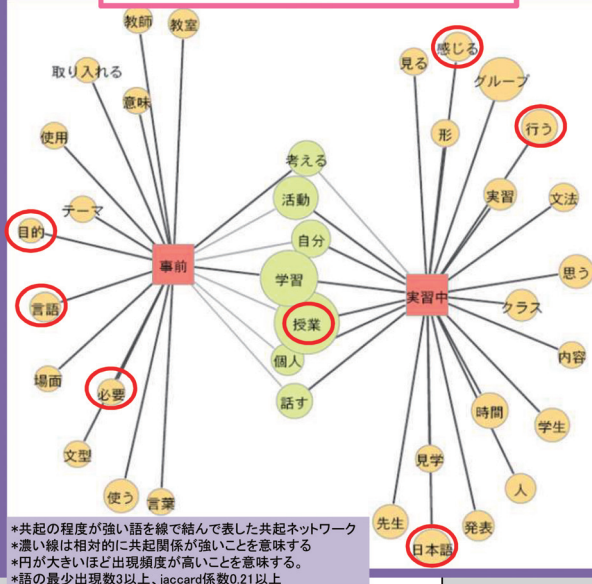 教師
教室
感じる
見る
取り入れる
グループ
意味
形
行う
使用
考える
活動
実習
文法
テーマ
目的
自分
事前
学習
思う
実習中
言語
授業
クラス
個人
内容
場面
必要
話す
時間
学生
文型
見学
使う
言葉
人
先生
発表
日本語
*共起の程度が強い語を線で結んで表した共起ネットワーク
*濃い線は相対的に共起関係が強いことを意味する
*円が大きいほど出現頻度が高いことを意味する。
*語の最少出現数3以上、jaccard係数0.21以上